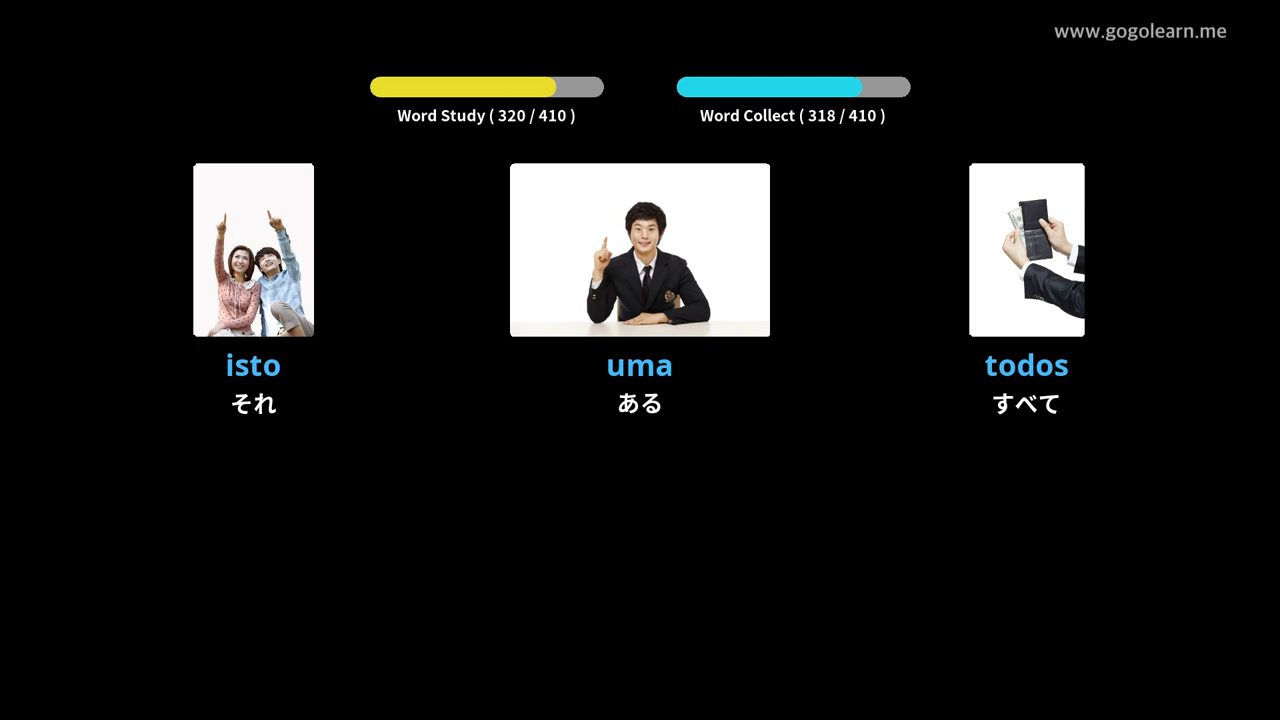 www.gogolearn.me
Word Study ( 320 / 410 )
Word Collect ( 318 / 410 )
isto
それ
uma
ある
todos
すべて